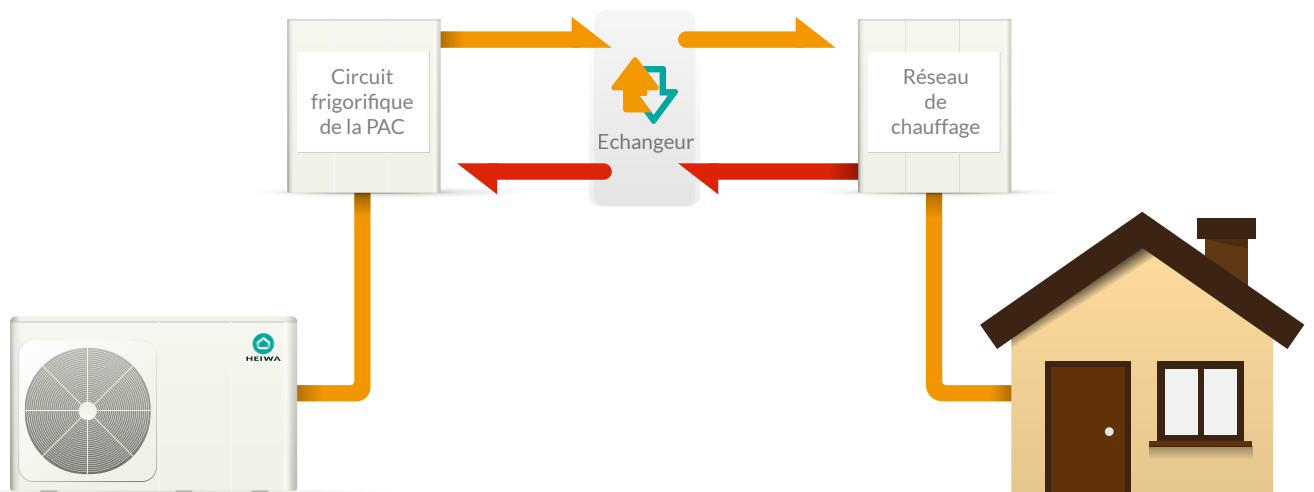 Circuit
frigorifique
de la PAC
Echangeur
Réseau
de
chauffage
HEIWA